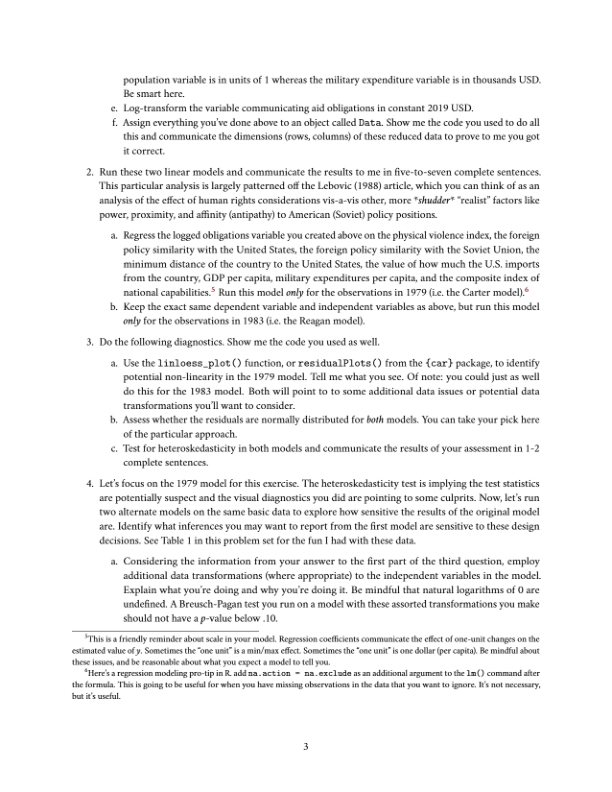 population variable is in units of 1 whereas the military expenditure variable is in thousands USD.
Be smart here.
e. Log-transform the variable communicating aid obligations in constant 2019 USD.
f. Assign everything you've done above to an object called Data. Show me the code you used to do all
this and communicate the dimensions (rows, columns) of these reduced data to prove to me you got
it correct.
2. Run these two linear models and communicate the results to me in five-to-seven complete sentences.
This particular analysis is largely patterned off the Lebovic (1988) article, which you can think of as an
analysis of the effect of human rights considerations vis-a-vis other, more *shudder* “realist” factors like
power, proximity, and affinity (antipathy) to American (Soviet) policy positions.
a. Regress the logged obligations variable you created above on the physical violence index, the foreign
policy similarity with the United States, the foreign policy similarity with the Soviet Union, the
minimum distance of the country to the United States, the value of how much the U.S. imports
from the country, GDP per capita, military expenditures per capita, and the composite index of
national capabilities.5 Run this model only for the observations in 1979 (i.e. the Carter model).6
b. Keep the exact same dependent variable and independent variables as above, but run this model
only for the observations in 1983 (i.e. the Reagan model).
3. Do the following diagnostics. Show me the code you used as well.
a. Use the linloess_plot() function, or residualPlots() from the {car} package, to identify
potential non-linearity in the 1979 model. Tell me what you see. Of note: you could just as well
do this for the 1983 model. Both will point to to some additional data issues or potential data
transformations you'll want to consider.
b. Assess whether the residuals are normally distributed for both models. You can take your pick here
of the particular approach.
c. Test for heteroskedasticity in both models and communicate the results of your assessment in 1-2
complete sentences.
4. Let's focus on the 1979 model for this exercise. The heteroskedasticity test is implying the test statistics
are potentially suspect and the visual diagnostics you did are pointing to some culprits. Now, let's run
two alternate models on the same basic data to explore how sensitive the results of the original model
are. Identify what inferences you may want to report from the first model are sensitive to these design
decisions. See Table 1 in this problem set for the fun I had with these data.
a. Considering the information from your answer to the first part of the third question, employ
additional data transformations (where appropriate) to the independent variables in the model.
Explain what you're doing and why you're doing it. Be mindful that natural logarithms of 0 are
undefined. A Breusch-Pagan test you run on a model with these assorted transformations you make
should not have a p-value below .10.
5This is a friendly reminder about scale in your model. Regression coefficients communicate the effect of one-unit changes on the
estimated value of y. Sometimes the “one unit” is a min/max effect. Sometimes the “one unit” is one dollar (per capita). Be mindful about
these issues, and be reasonable about what you expect a model to tell you.
6Here's a regression modeling pro-tip in R. add na.action = na.exclude as an additional argument to the lm() command after
the formula. This is going to be useful for when you have missing observations in the data that you want to ignore. It's not necessary,
but it's useful.
3